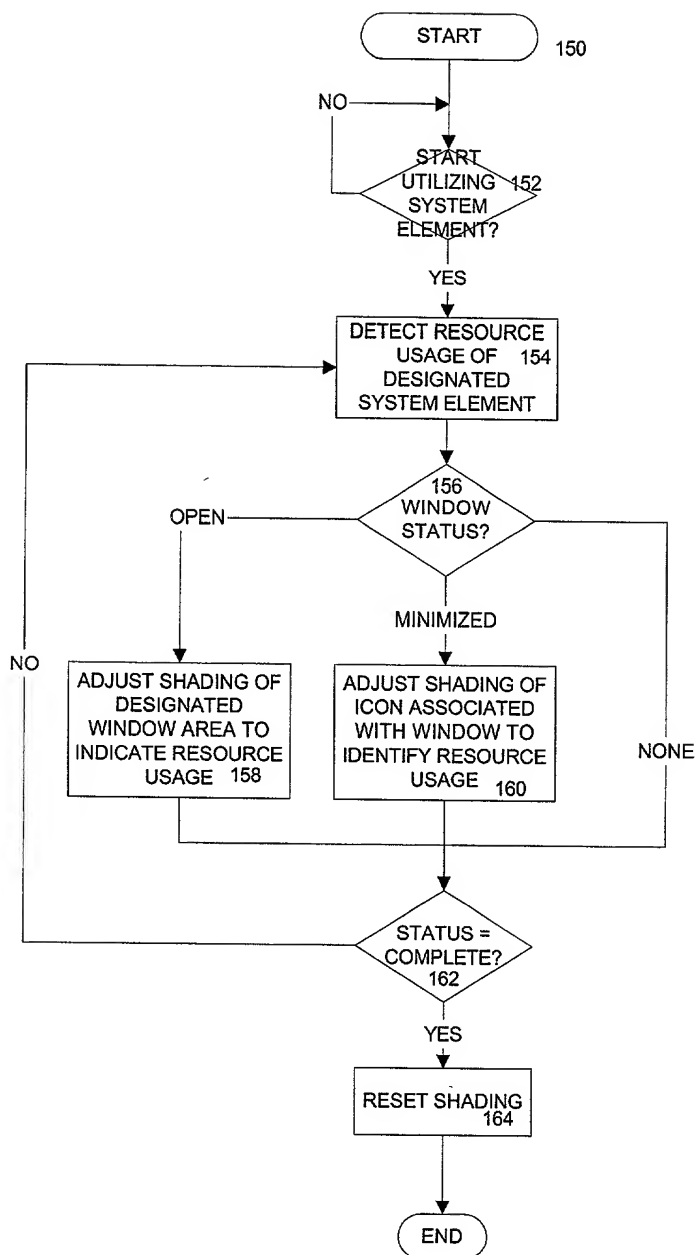 START
150
NO
START
UTILIZING 152
SYSTEM
ELEMENT?
YES
DETECT RESOURCE
USAGE OF 154
DESIGNATED
SYSTEM ELEMENT
156
WINDOW
STATUS?
OPEN
MINIMIZED
NO
ADJUST SHADING OF
DESIGNATED
WINDOW AREA TO
INDICATE RESOURCE
USAGE 158
ADJUST SHADING OF
ICON ASSOCIATED
WITH WINDOW TO
IDENTIFY RESOURCE
USAGE 160
NONE
STATUS =
COMPLETE?
162
YES
RESET SHADING
164
END